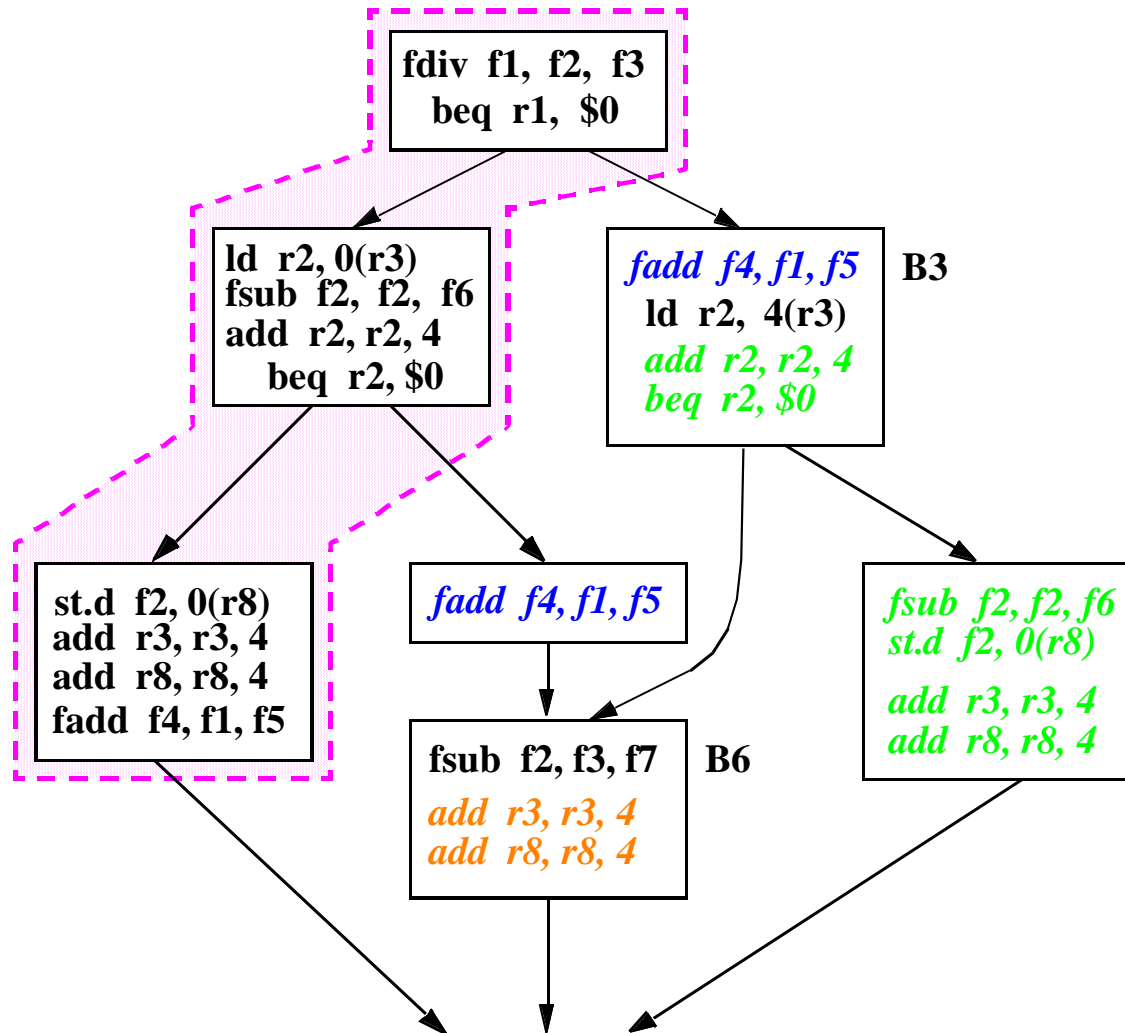 fdiv f1, f2, f3
beq r1, $0
ld r2, 0(r3)
fsub f2, f2, f6
add r2, r2, 4
beq r2, $0
fadd f4, f1, f5
ld r2, 4(r3)
add r2, r2, 4
beq r2, $0
B3
st.d f2, 0(r8)
add r3, r3, 4
add r8, r8, 4
fadd f4, f1, f5
fadd f4, f1, f5
fsub f2, f3, f7
add r3, r3, 4
add r8, r8, 4
B6
fsub f2, f2, f6
st.d f2, 0(r8)
add r3, r3, 4
add r8, r8, 4